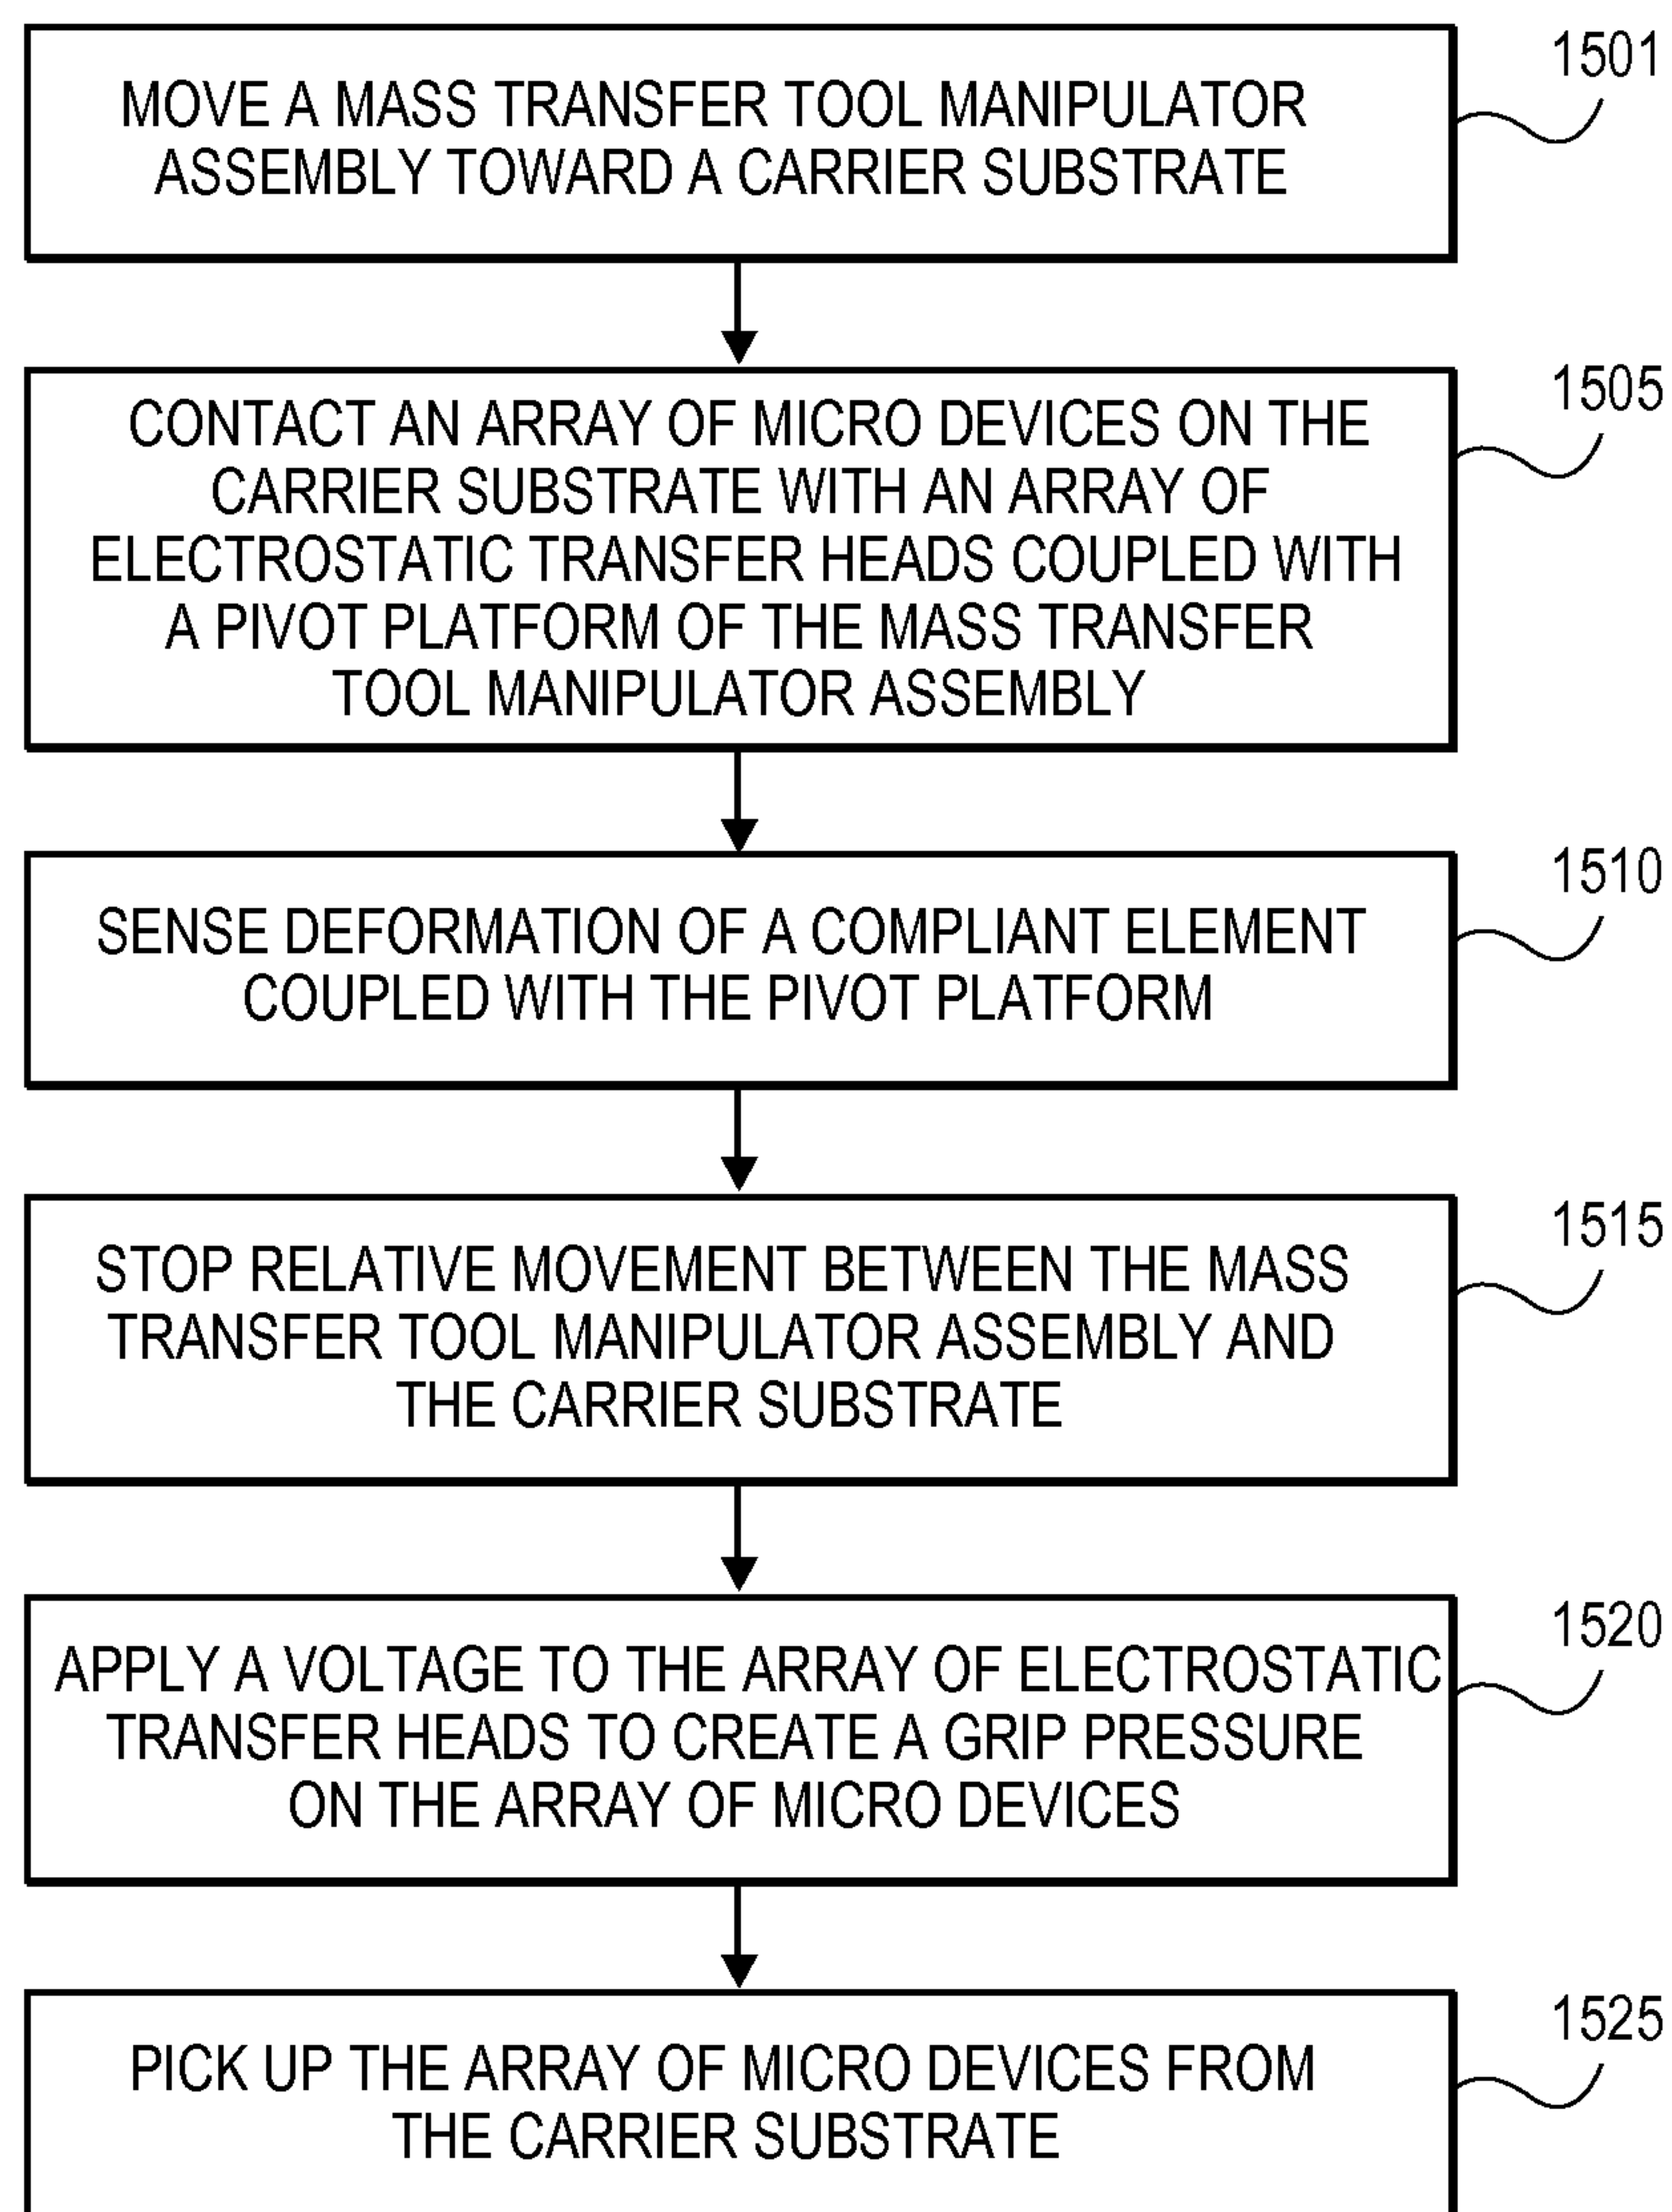 1501
MOVE A MASS TRANSFER TOOL MANIPULATOR
ASSEMBLY TOWARD A CARRIER SUBSTRATE
1505
CONTACT AN ARRAY OF MICRO DEVICES ON THE
CARRIER SUBSTRATE WITH AN ARRAY OF
ELECTROSTATIC TRANSFER HEADS COUPLED WITH
A PIVOT PLATFORM OF THE MASS TRANSFER
TOOL MANIPULATOR ASSEMBLY
1510
SENSE DEFORMATION OF A COMPLIANT ELEMENT
COUPLED WITH THE PIVOT PLATFORM
1515
STOP RELATIVE MOVEMENT BETWEEN THE MASS
TRANSFER TOOL MANIPULATOR ASSEMBLY AND
THE CARRIER SUBSTRATE
1520
APPLY A VOLTAGE TO THE ARRAY OF ELECTROSTATIC
TRANSFER HEADS TO CREATE A GRIP PRESSURE
ON THE ARRAY OF MICRO DEVICES
1525
PICK UP THE ARRAY OF MICRO DEVICES FROM
THE CARRIER SUBSTRATE